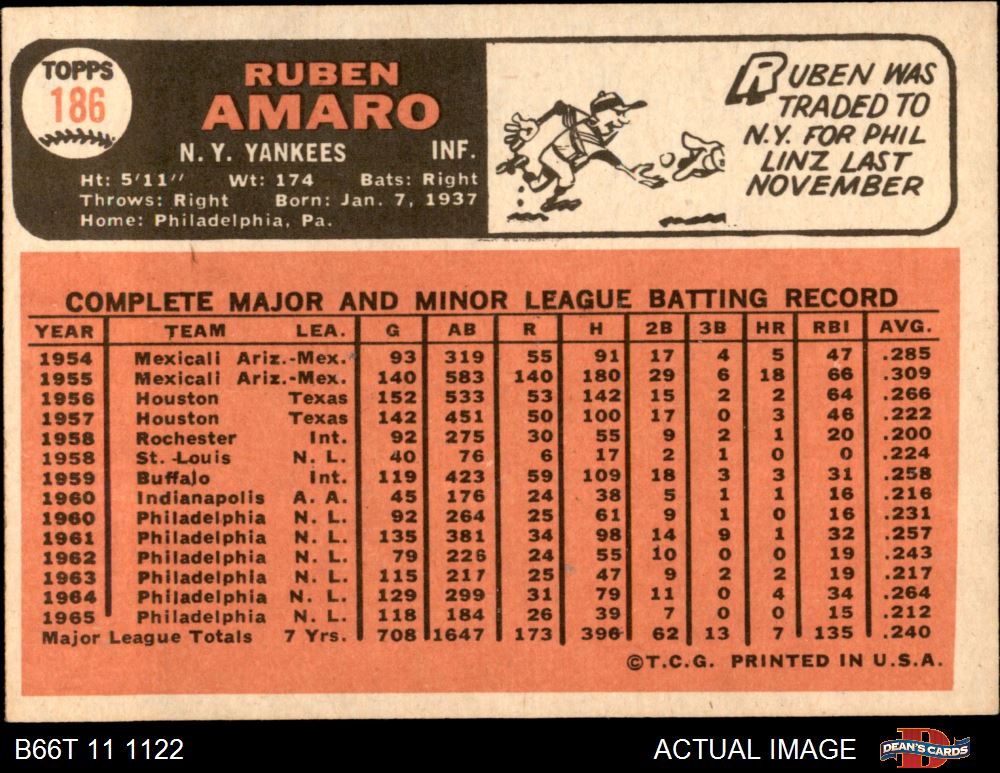 TOPPS
186
RUBEN
AMARO
N. Y. YANKEES INF.
Ht: 5'11" Wt: 174 Bats: Right
Throws: Right Born: Jan. 7, 1937
Home: Philadelphia, Pa.
RUBEN WAS
TRADED TO
N.Y. FOR PHIL
LINZ LAST
NOVEMBER
COMPLETE MAJOR AND MINOR LEAGUE BATTING RECORD
YEAR TEAM LEA. G AB R H 2B 3B HR RBI AVG.
1954 Mexicali Ariz.-Mex. 93 319 55 91 17 4 5 47 .285
1955 Mexicali Ariz.-Mex. 140 583 140 180 29 6 18 66 .309
1956 Houston Texas 152 533 53 142 15 2 2 64 .266
1957 Houston Texas 142 451 50 100 17 0 3 46 .222
1958 Rochester Int. 92 275 30 55 9 2 1 20 .200
1958 St. Louis N. L. 40 76 6 17 2 1 0 0 .224
1959 Buffalo Int. 119 423 59 109 18 3 3 31 .258
1960 Indianapolis A. A. 45 176 24 38 5 1 1 16 .216
1960 Philadelphia N. L. 92 264 25 61 9 1 0 16 .231
1961 Philadelphia N. L. 135 381 34 98 14 9 1 32 .257
1962 Philadelphia N. L. 79 226 24 55 10 0 0 19 .243
1963 Philadelphia N. L. 115 217 25 47 9 2 2 19 .217
1964 Philadelphia N. L. 129 299 31 79 11 0 4 34 .264
1965 Philadelphia N. L. 118 184 26 39 7 0 0 15 .212
Major League Totals 7 Yrs. 708 1647 173 396 62 13 7 135 .240
©T.C.G. PRINTED IN U.S.A.
B66T 11 1122 ACTUAL IMAGE DEAN'S CARDS